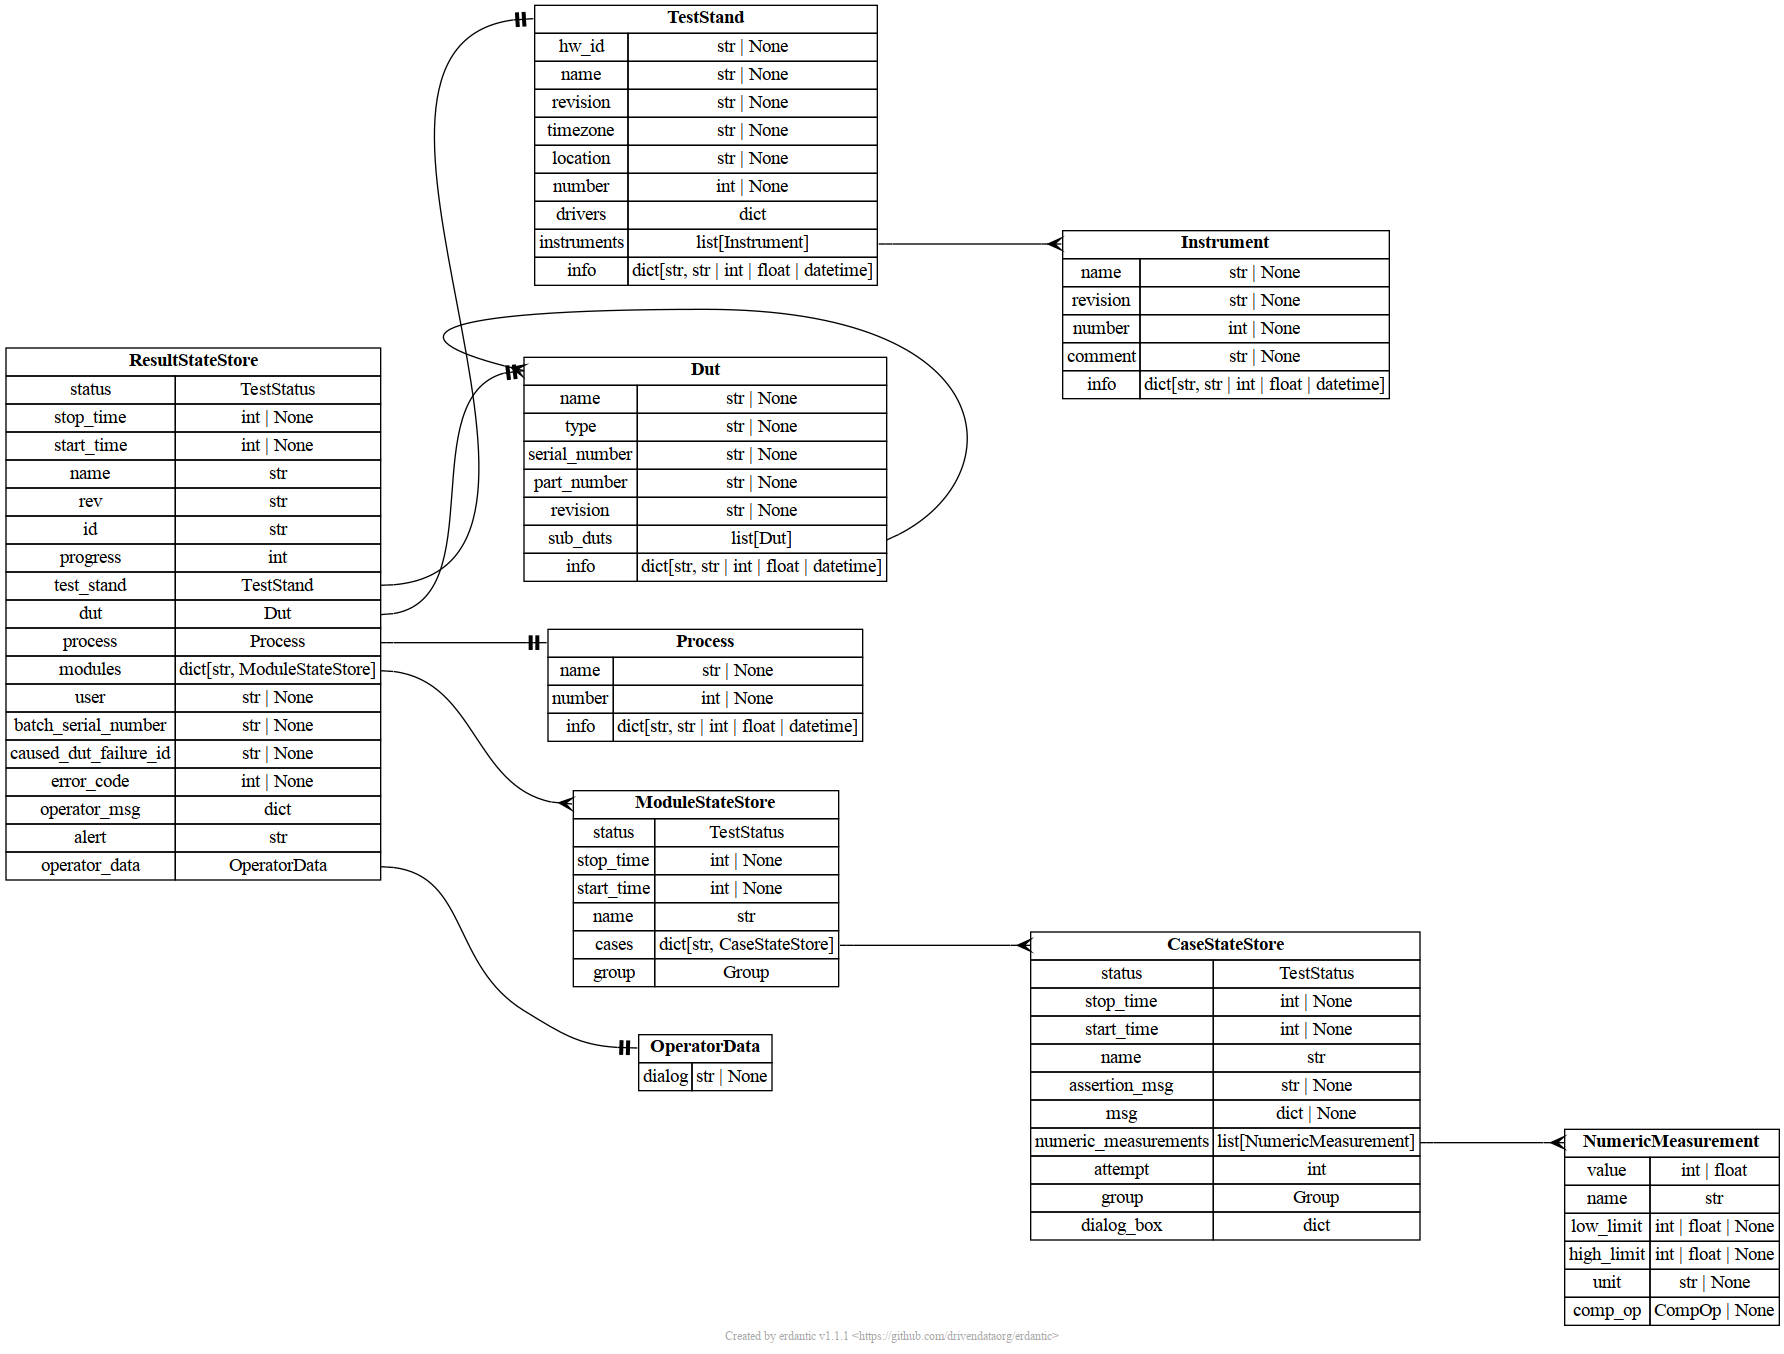 TestStand
hw_id str | None
name str | None
revision str | None
timezone str | None
location str | None
number int | None
drivers dict
instruments list[Instrument]
info dict[str, str | int | float | datetime]
Instrument
name str | None
revision str | None
number int | None
comment str | None
info dict[str, str | int | float | datetime]
ResultStateStore
status TestStatus
stop_time int | None
start_time int | None
name str
rev str
id str
progress int
test_stand TestStand
dut Dut
process Process
modules dict[str, ModuleStateStore]
user str | None
batch_serial_number str | None
caused_dut_failure_id str | None
error_code int | None
operator_msg dict
alert str
operator_data OperatorData
Dut
name str | None
type str | None
serial_number str | None
part_number str | None
revision str | None
sub_duts list[Dut]
info dict[str, str | int | float | datetime]
Process
name str | None
number int | None
info dict[str, str | int | float | datetime]
ModuleStateStore
status TestStatus
stop_time int | None
start_time int | None
name str
cases dict[str, CaseStateStore]
group Group
OperatorData
dialog str | None
CaseStateStore
status TestStatus
stop_time int | None
start_time int | None
name str
assertion_msg str | None
msg dict | None
numeric_measurements list[NumericMeasurement]
attempt int
group Group
dialog_box dict
NumericMeasurement
value int | float
name str
low_limit int | float | None
high_limit int | float | None
unit str | None
comp_op CompOp | None
Created by erdantic v1.1.1 <https://github.com/drivendataorg/erdantic>